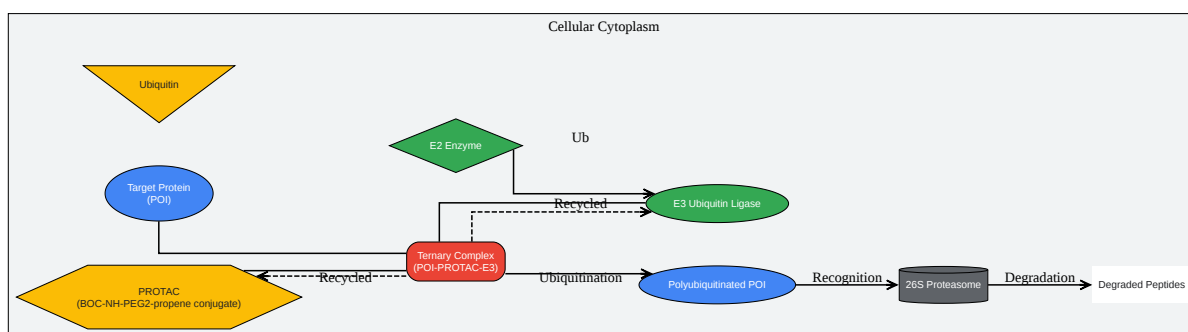 Cellular Cytoplasm
Ubiquitin
E2 Enzyme
Ub
Target Protein
(POI)
Recycled
E3 Ubiquitin Ligase
Ternary Complex
(POI-PROTAC-E3)
PROTAC
(BOC-NH-PEG2-propene conjugate)
Recycled
Ubiquitination
Polyubiquitinated POI
Recognition
26S Proteasome
Degradation
Degraded Peptides